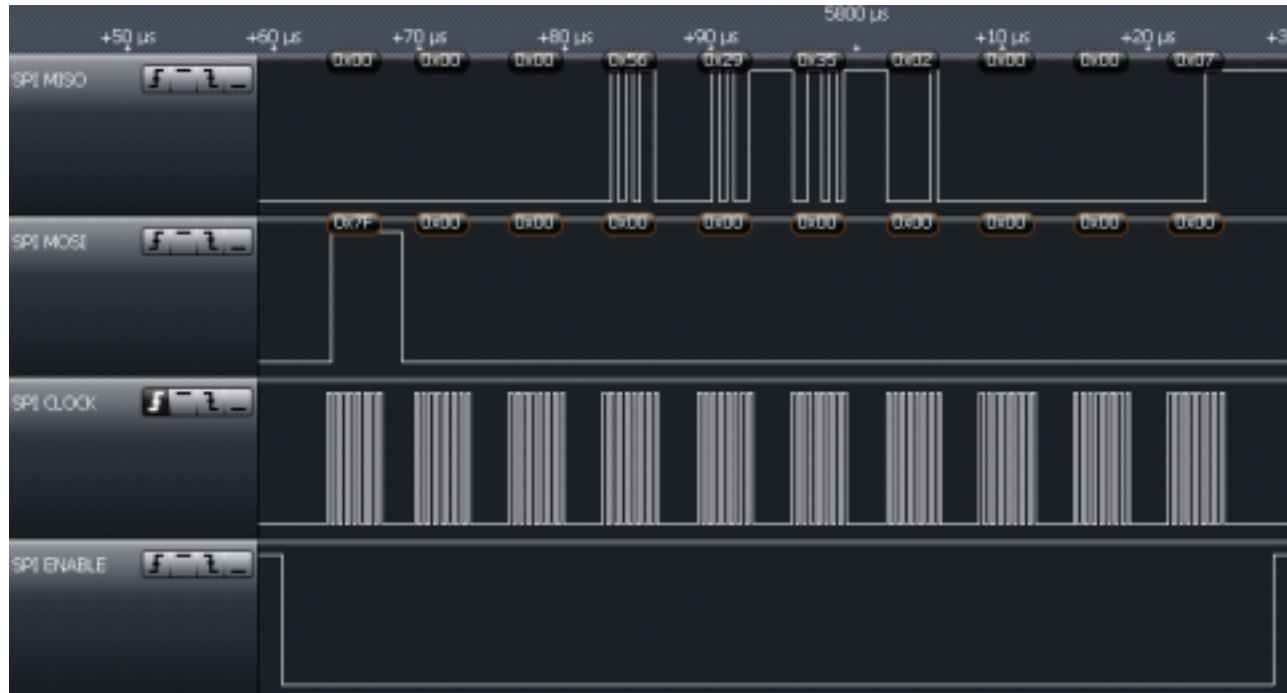 5800 µs
+50 µs +60 µs +70 µs +80 µs +90 µs +10 µs +20 µs +3
0x00 0x00 0x00 0x56 0x29 0x35 0x02 0x00 0x00 0x07
SPI MISO
0x7F 0x00 0x00 0x00 0x00 0x00 0x00 0x00 0x00 0x00
SPI MOSI
SPI CLOCK
SPI ENABLE